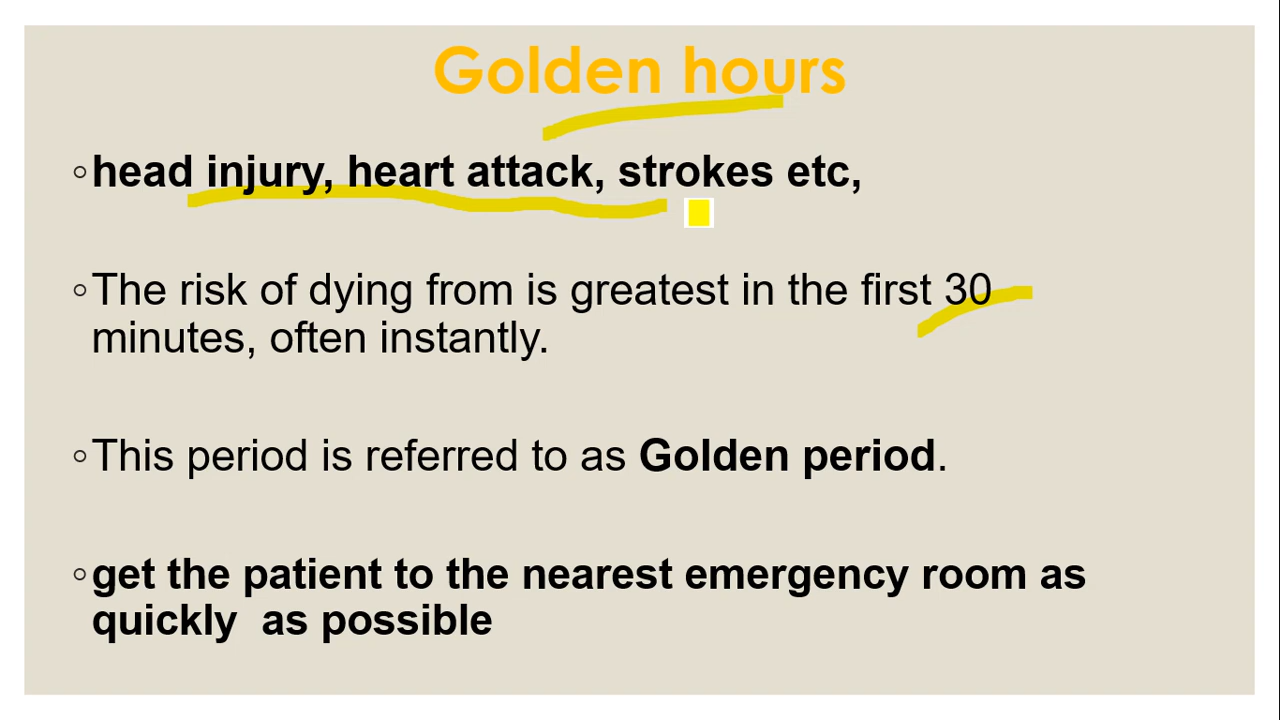 Golden hours
◦head injury, heart attack, strokes etc,
◦The risk of dying from is greatest in the first 30
minutes, often instantly.
◦This period is referred to as Golden period.
◦get the patient to the nearest emergency room as
quickly  as possible